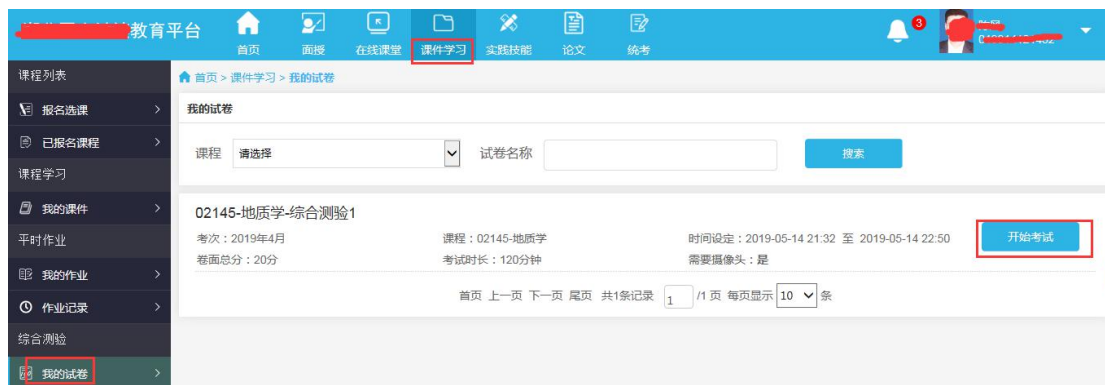 教育平台
首页 面授 在线课堂 课件学习 实践技能 论文 统考
3
课程列表
首页 > 课件学习 > 我的试卷
报名选课
我的试卷
已报名课程
课程 请选择 试卷名称 搜索
课程学习
我的课件
02145-地质学-综合测验1
平时作业
考次：2019年4月 课程：02145-地质学 时间设定：2019-05-14 21:32 至 2019-05-14 22:50 开始考试
卷面总分：20分 考试时长：120分钟 需要摄像头：是
我的作业
首页 上一页 下一页 尾页 共1条记录 1 /1 页 每页显示 10 条
作业记录
综合测验
我的试卷